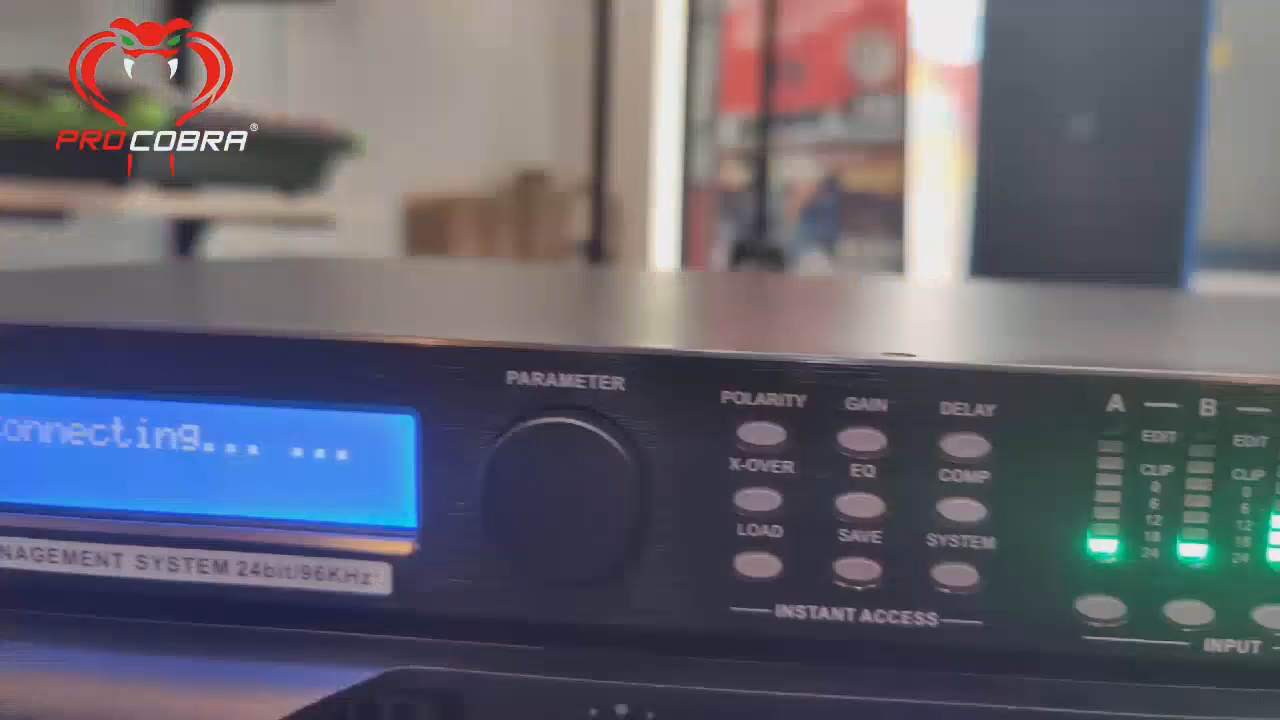 PROCOBRA®
PARAMETER
onnecting... ...
NAGEMENT SYSTEM 24bit/96KHz
POLARITY GAIN DELAY
X-OVER EQ COMP
LOAD SAVE SYSTEM
INSTANT ACCESS
A B
EDIT EDIT
CLIP CLIP
0 0
6 6
12 12
18 18
24 24
INPUT